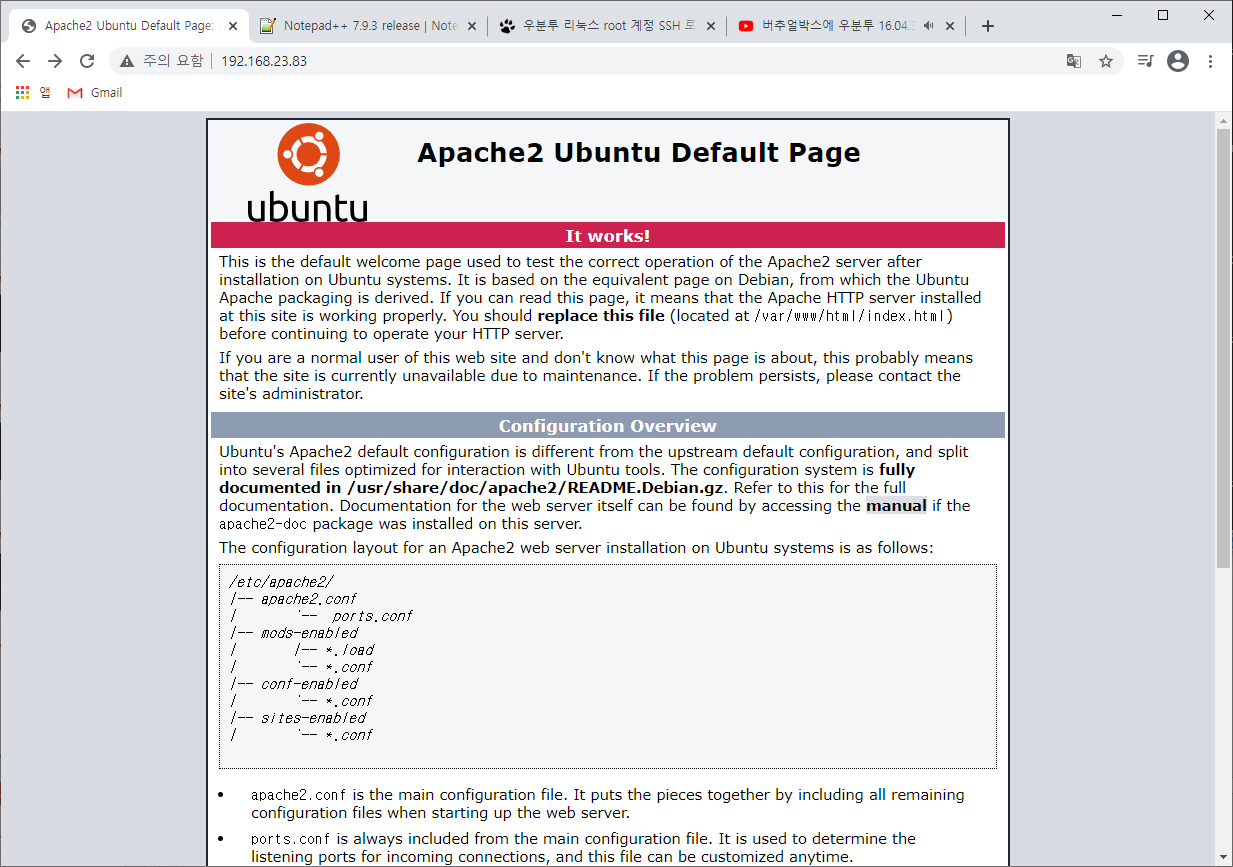 Apache2 Ubuntu Default Page:
Notepad++ 7.9.3 release | Note
우분투 리눅스 root 계정 SSH 로
버추얼박스에 우분투 16.04.3
주의 요함 | 192.168.23.83
앱
Gmail
ubuntu
Apache2 Ubuntu Default Page
It works!
This is the default welcome page used to test the correct operation of the Apache2 server after
installation on Ubuntu systems. It is based on the equivalent page on Debian, from which the Ubuntu
Apache packaging is derived. If you can read this page, it means that the Apache HTTP server installed
at this site is working properly. You should replace this file (located at /var/www/html/index.html)
before continuing to operate your HTTP server.
If you are a normal user of this web site and don't know what this page is about, this probably means
that the site is currently unavailable due to maintenance. If the problem persists, please contact the
site's administrator.
Configuration Overview
Ubuntu's Apache2 default configuration is different from the upstream default configuration, and split
into several files optimized for interaction with Ubuntu tools. The configuration system is fully
documented in /usr/share/doc/apache2/README.Debian.gz. Refer to this for the full
documentation. Documentation for the web server itself can be found by accessing the manual if the
apache2-doc package was installed on this server.
The configuration layout for an Apache2 web server installation on Ubuntu systems is as follows:
/etc/apache2/
|-- apache2.conf
|       `--  ports.conf
|-- mods-enabled
|       |-- *.load
|       `-- *.conf
|-- conf-enabled
|       `-- *.conf
|-- sites-enabled
|       `-- *.conf
• apache2.conf is the main configuration file. It puts the pieces together by including all remaining
configuration files when starting up the web server.
• ports.conf is always included from the main configuration file. It is used to determine the
listening ports for incoming connections, and this file can be customized anytime.